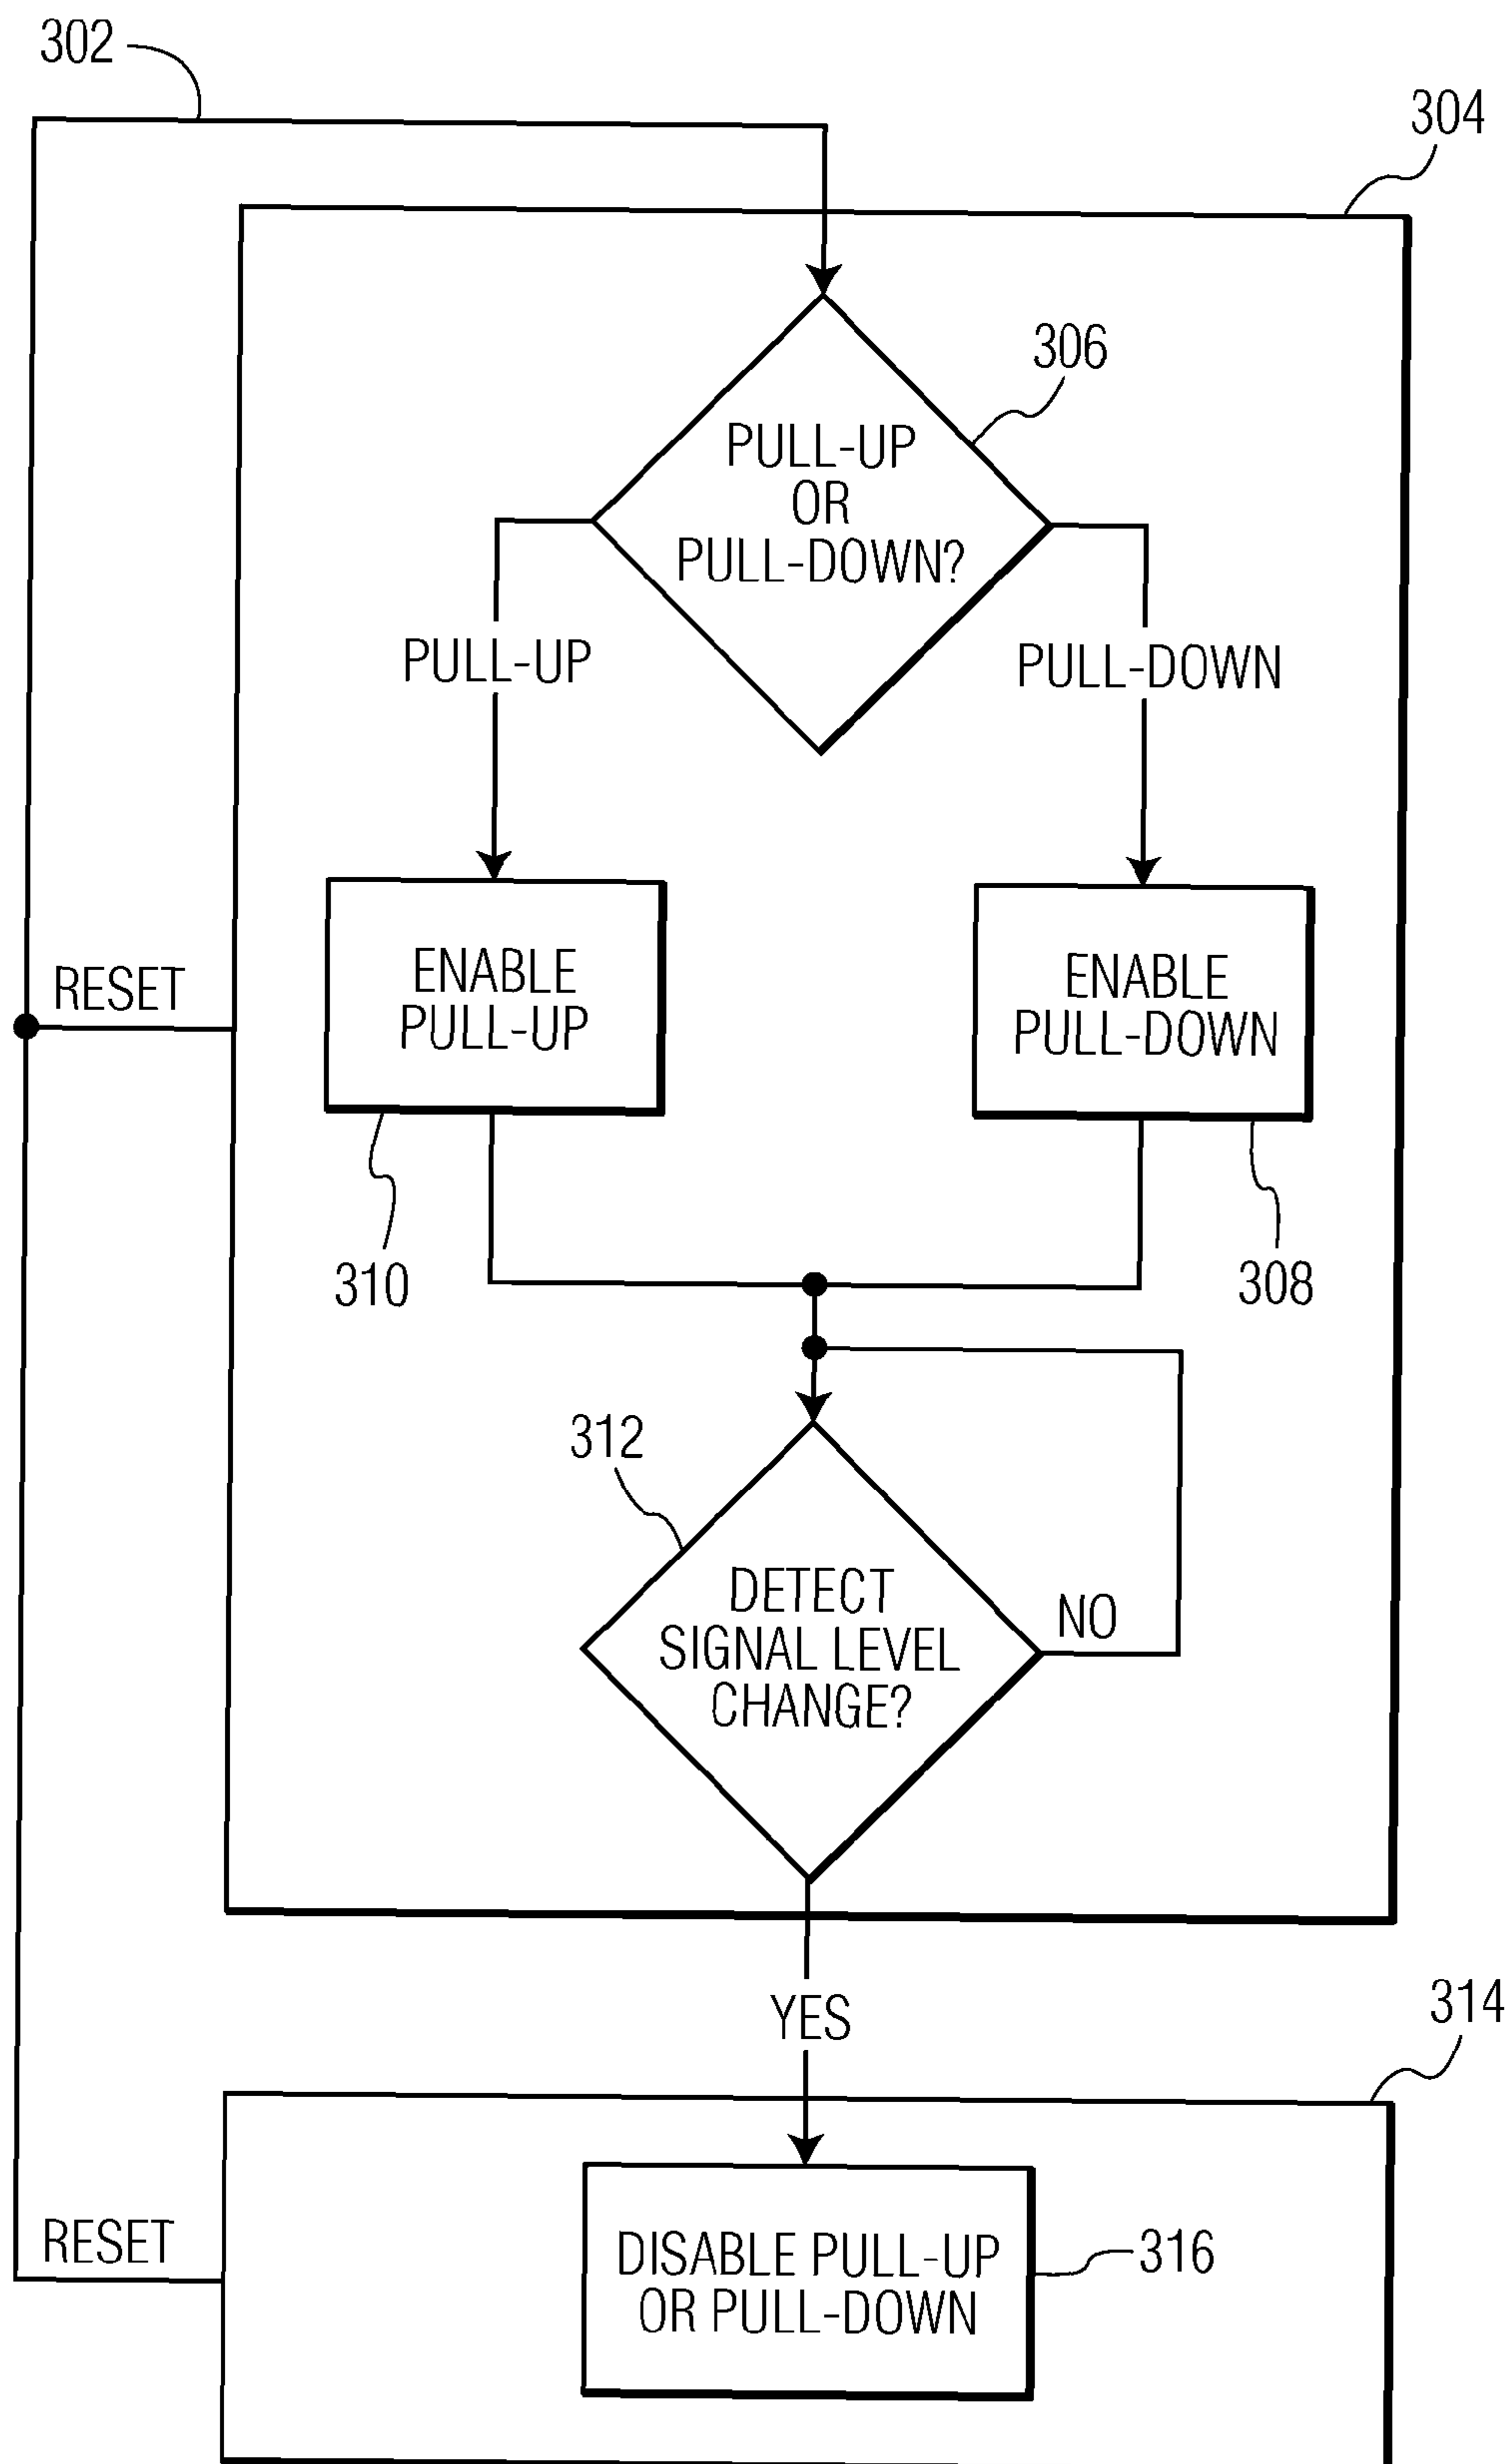 302
304
306
PULL-UP
OR
PULL-DOWN?
PULL-UP
PULL-DOWN
RESET
ENABLE
PULL-UP
ENABLE
PULL-DOWN
310
308
312
DETECT
SIGNAL LEVEL
CHANGE?
NO
YES
314
RESET
DISABLE PULL-UP
OR PULL-DOWN
316